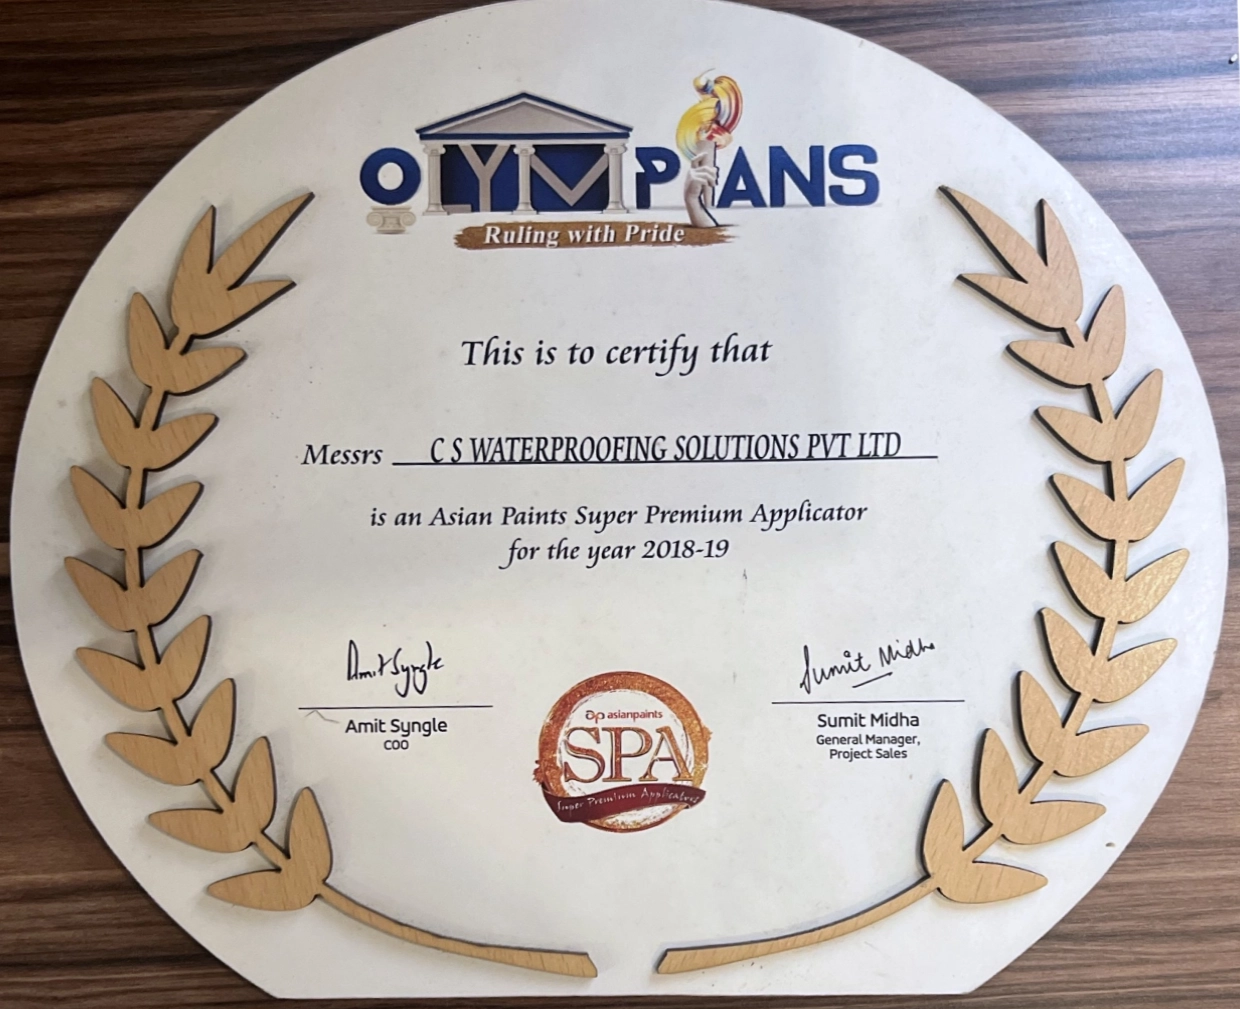 OLYMPIANS
Ruling with Pride
This is to certify that
Messrs C S WATERPROOFING SOLUTIONS PVT LTD
is an Asian Paints Super Premium Applicator
for the year 2018-19
Amit Syngle
Amit Syngle
COO
ap asianpaints
SPA
Super Premium Applicators
Sumit Midha
Sumit Midha
General Manager,
Project Sales